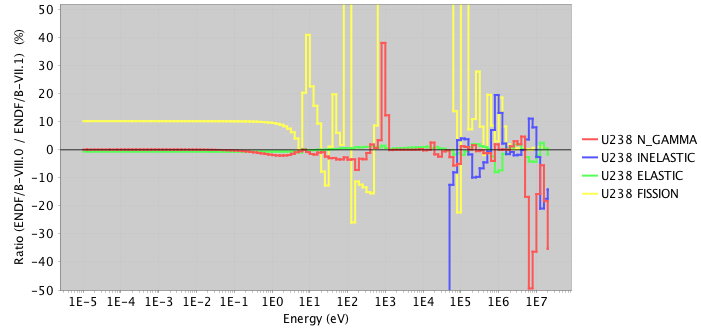 Ratio (ENDF/B-VIII.0 / ENDF/B-VII.1) (%)
50
40
30
20
10
0
-10
-20
-30
-40
-50
1E-5 1E-4 1E-3 1E-2 1E-1 1E0 1E1 1E2 1E3 1E4 1E5 1E6 1E7
Energy (eV)
U238 N_GAMMA
U238 INELASTIC
U238 ELASTIC
U238 FISSION